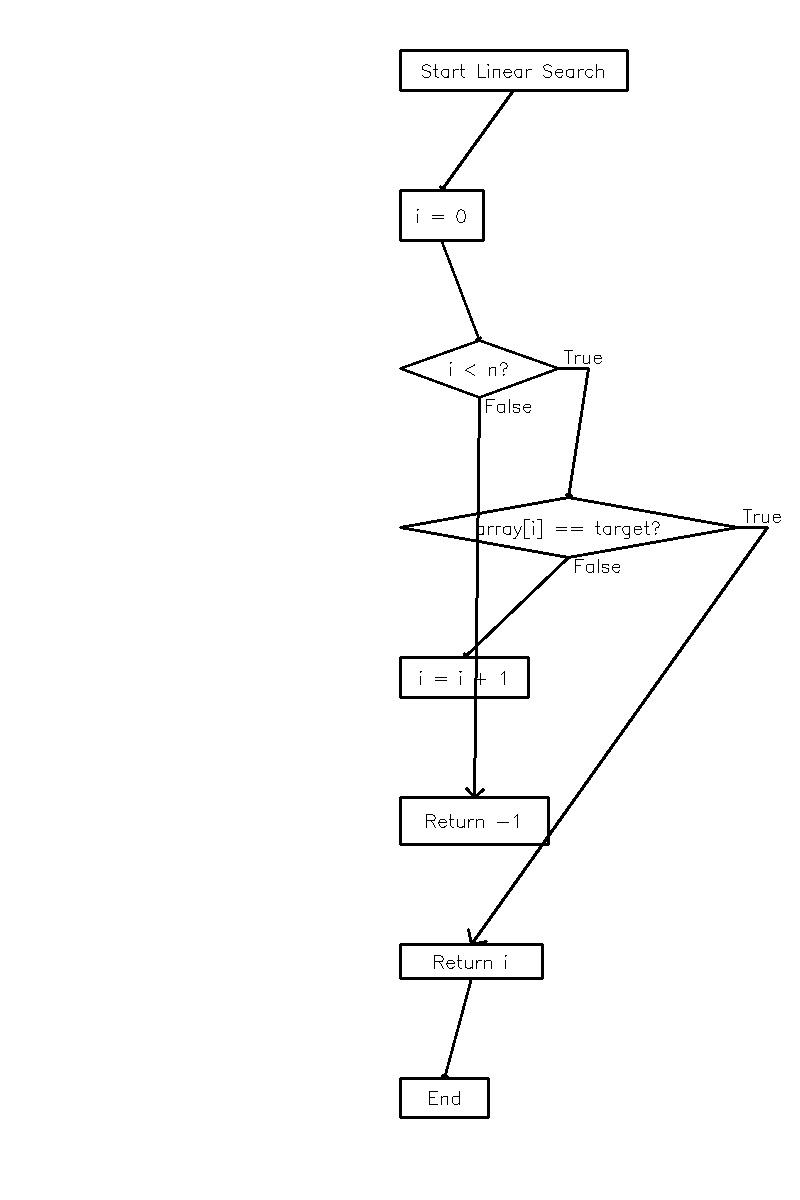 Start Linear Search
i = 0
True
i < n?
False
True
array[i] == target?
False
i = i + 1
Return -1
Return i
End